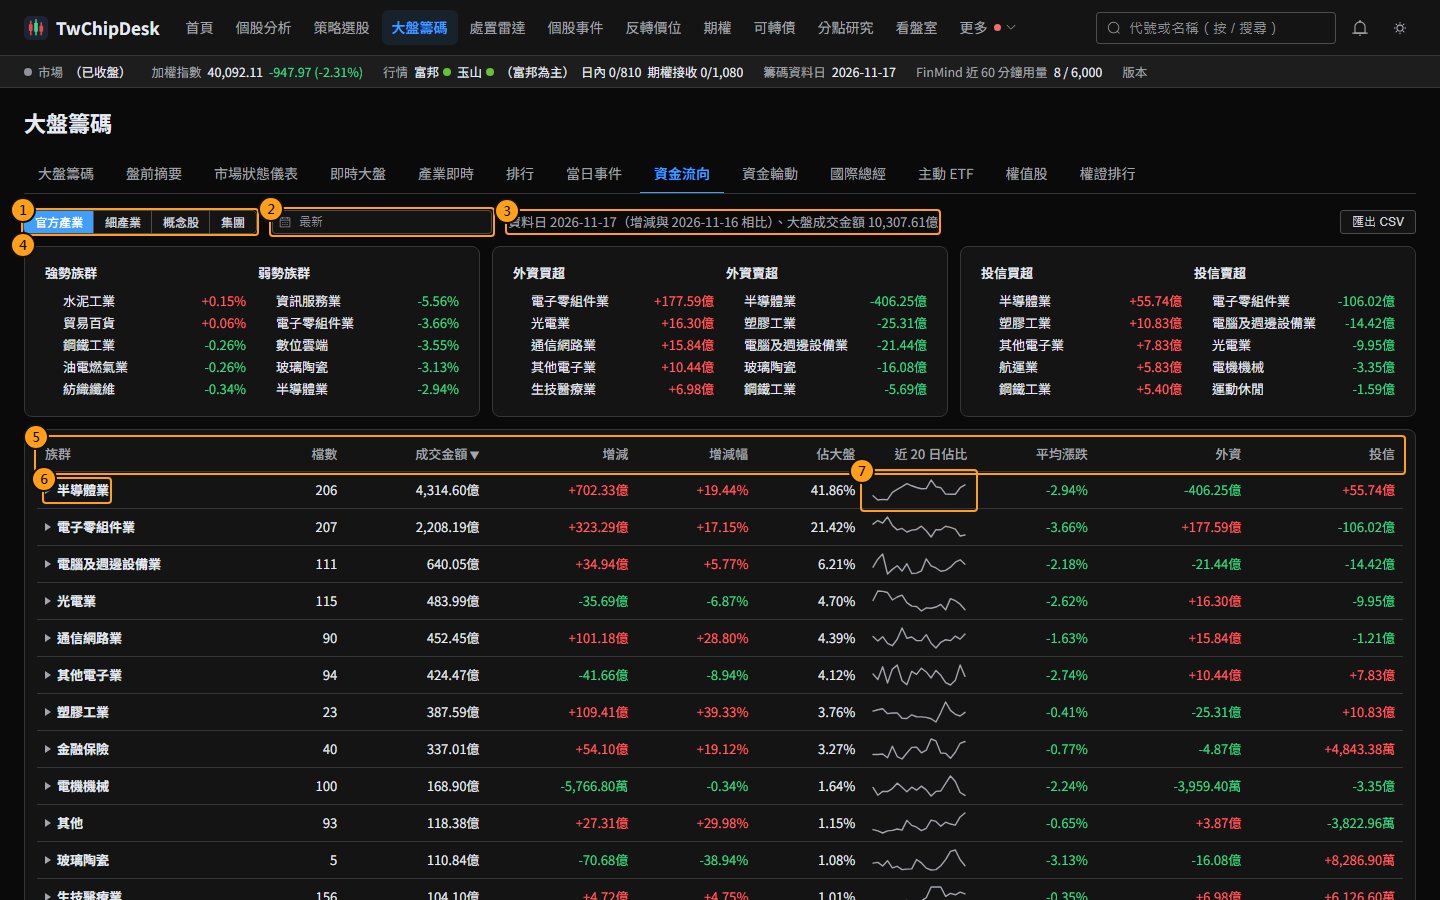 TwChipDesk 首頁 個股分析 策略選股 大盤籌碼 處置雷達 個股事件 反轉價位 期權 可轉債 分點研究 看盤室 更多 代號或名稱（按 / 搜尋）
市場 （已收盤） 加權指數 40,092.11 -947.97 (-2.31%) 行情 富邦 玉山 （富邦為主） 日內 0/810 期權接收 0/1,080 籌碼資料日 2026-11-17 FinMind 近 60 分鐘用量 8 / 6,000 版本
大盤籌碼
大盤籌碼 盤前摘要 市場狀態儀表 即時大盤 產業即時 排行 當日事件 資金流向 資金輪動 國際總經 主動 ETF 權值股 權證排行
1 官方產業 細產業 概念股 集團 2 最新 3 資料日 2026-11-17（增減與 2026-11-16 相比）、大盤成交金額 10,307.61億 匯出 CSV
4
強勢族群 弱勢族群 外資買超 外資賣超 投信買超 投信賣超
水泥工業 +0.15% 資訊服務業 -5.56% 電子零組件業 +177.59億 半導體業 -406.25億 半導體業 +55.74億 電子零組件業 -106.02億
貿易百貨 +0.06% 電子零組件業 -3.66% 光電業 +16.30億 塑膠工業 -25.31億 塑膠工業 +10.83億 電腦及週邊設備業 -14.42億
鋼鐵工業 -0.26% 數位雲端 -3.55% 通信網路業 +15.84億 電腦及週邊設備業 -21.44億 其他電子業 +7.83億 光電業 -9.95億
油電燃氣業 -0.26% 玻璃陶瓷 -3.13% 其他電子業 +10.44億 玻璃陶瓷 -16.08億 航運業 +5.83億 電機機械 -3.35億
紡織纖維 -0.34% 半導體業 -2.94% 生技醫療業 +6.98億 鋼鐵工業 -5.69億 鋼鐵工業 +5.40億 運動休閒 -1.59億
5
族群 檔數 成交金額▼ 增減 增減幅 佔大盤 近 20 日佔比 平均漲跌 外資 投信
6 7
半導體業 206 4,314.60億 +702.33億 +19.44% 41.86% -2.94% -406.25億 +55.74億
電子零組件業 207 2,208.19億 +323.29億 +17.15% 21.42% -3.66% +177.59億 -106.02億
電腦及週邊設備業 111 640.05億 +34.94億 +5.77% 6.21% -2.18% -21.44億 -14.42億
光電業 115 483.99億 -35.69億 -6.87% 4.70% -2.62% +16.30億 -9.95億
通信網路業 90 452.45億 +101.18億 +28.80% 4.39% -1.63% +15.84億 -1.21億
其他電子業 94 424.47億 -41.66億 -8.94% 4.12% -2.74% +10.44億 +7.83億
塑膠工業 23 387.59億 +109.41億 +39.33% 3.76% -0.41% -25.31億 +10.83億
金融保險 40 337.01億 +54.10億 +19.12% 3.27% -0.77% -4.87億 +4,843.38萬
電機機械 100 168.90億 -5,766.80萬 -0.34% 1.64% -2.24% -3,959.40萬 -3.35億
其他 93 118.38億 +27.31億 +29.98% 1.15% -0.65% +3.87億 -3,822.96萬
玻璃陶瓷 5 110.84億 -70.68億 -38.94% 1.08% -3.13% -16.08億 +8,286.90萬
生技醫療業 156 104.10億 +4.72億 +4.75% 1.01% -0.35% +6.98億 +6,126.60萬